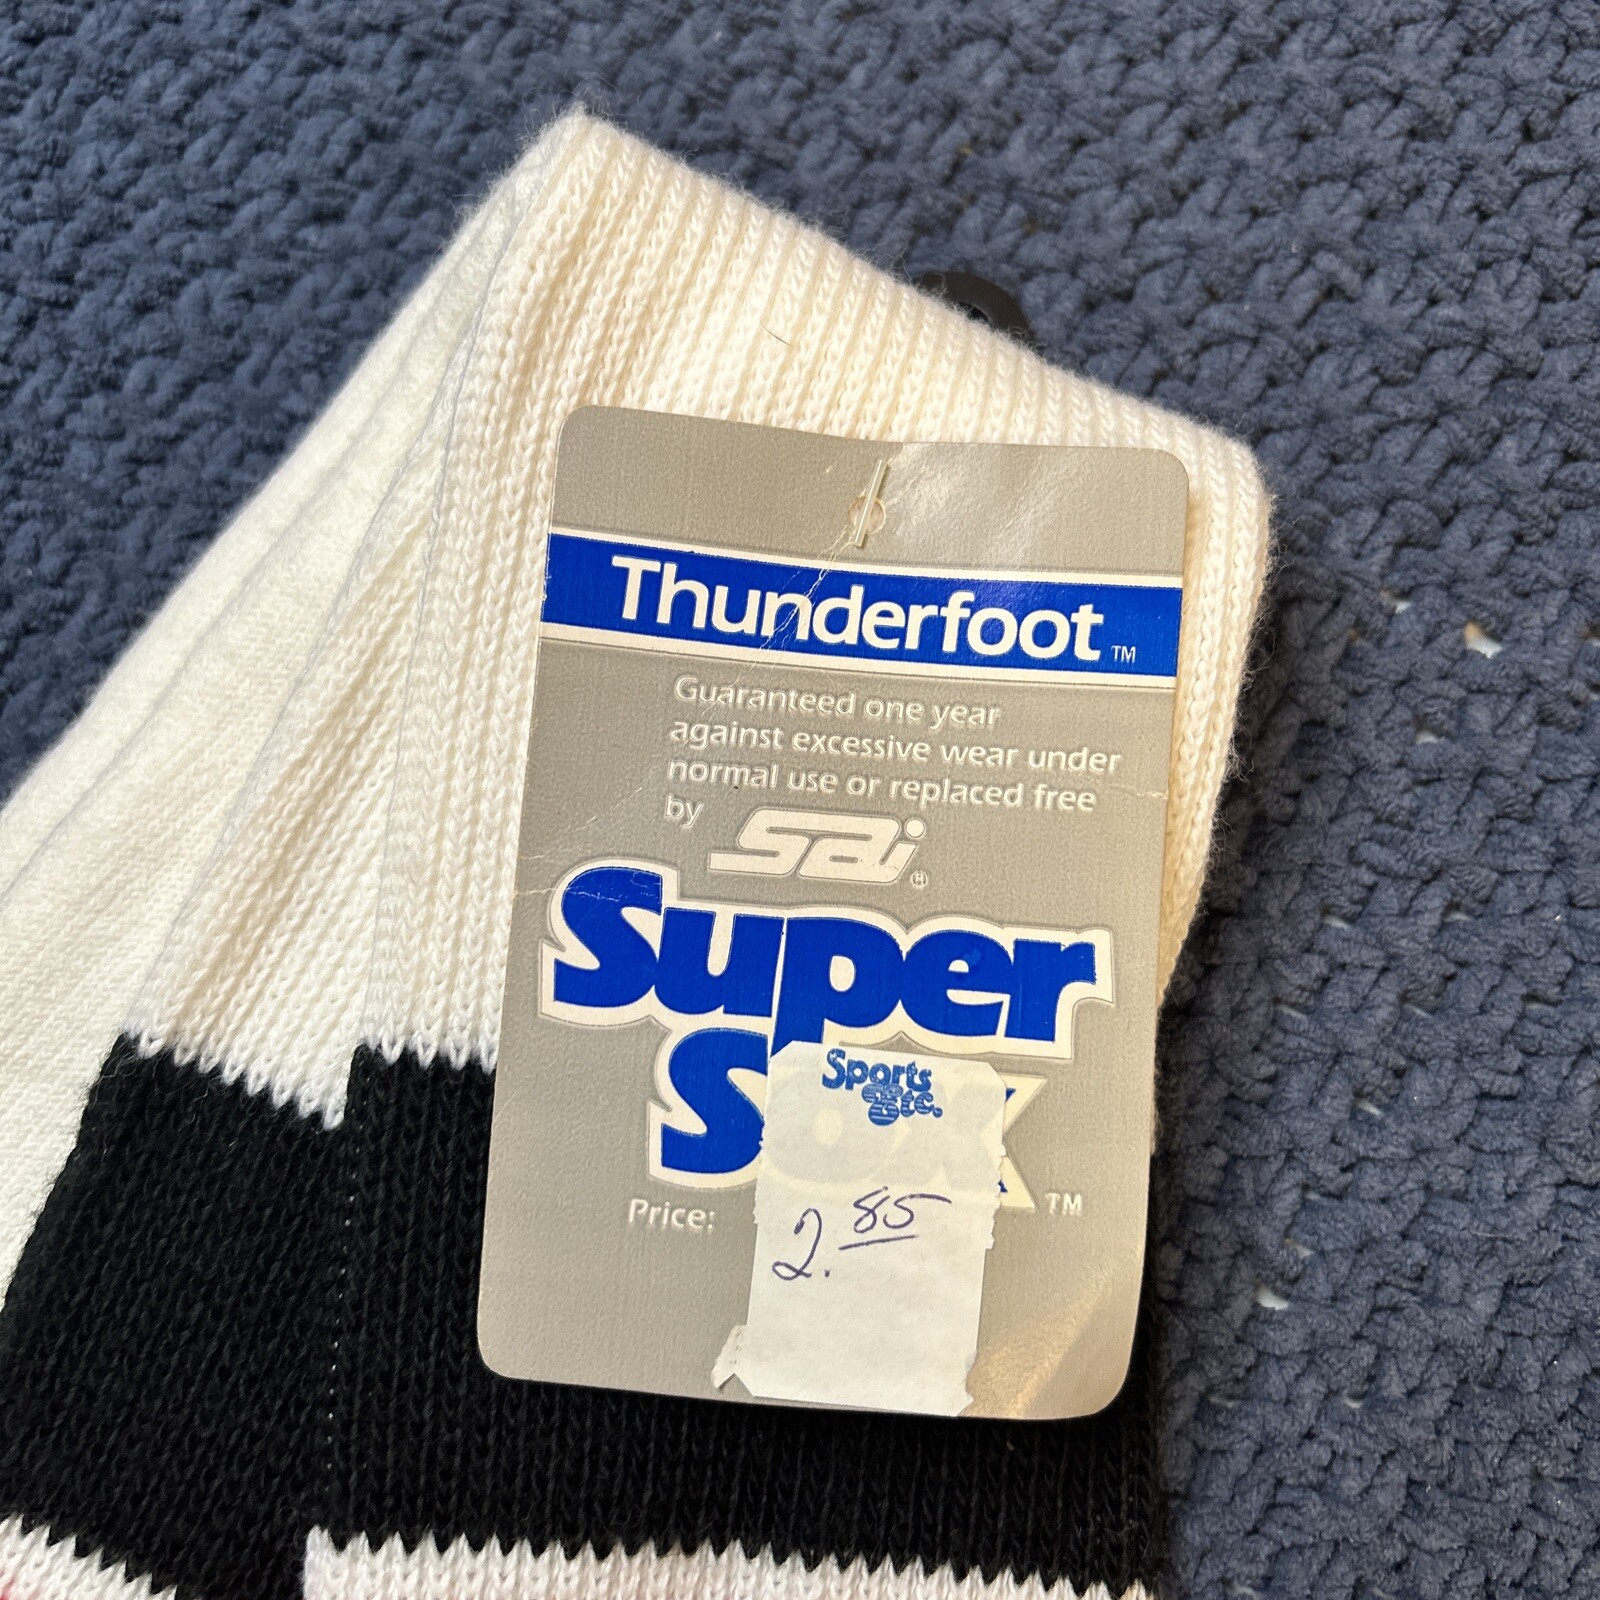 Thunderfoot™
Guaranteed one year
against excessive wear under
normal use or replaced free
by sai®
Super
Sox™
Sports
Etc.
Price:
2.85